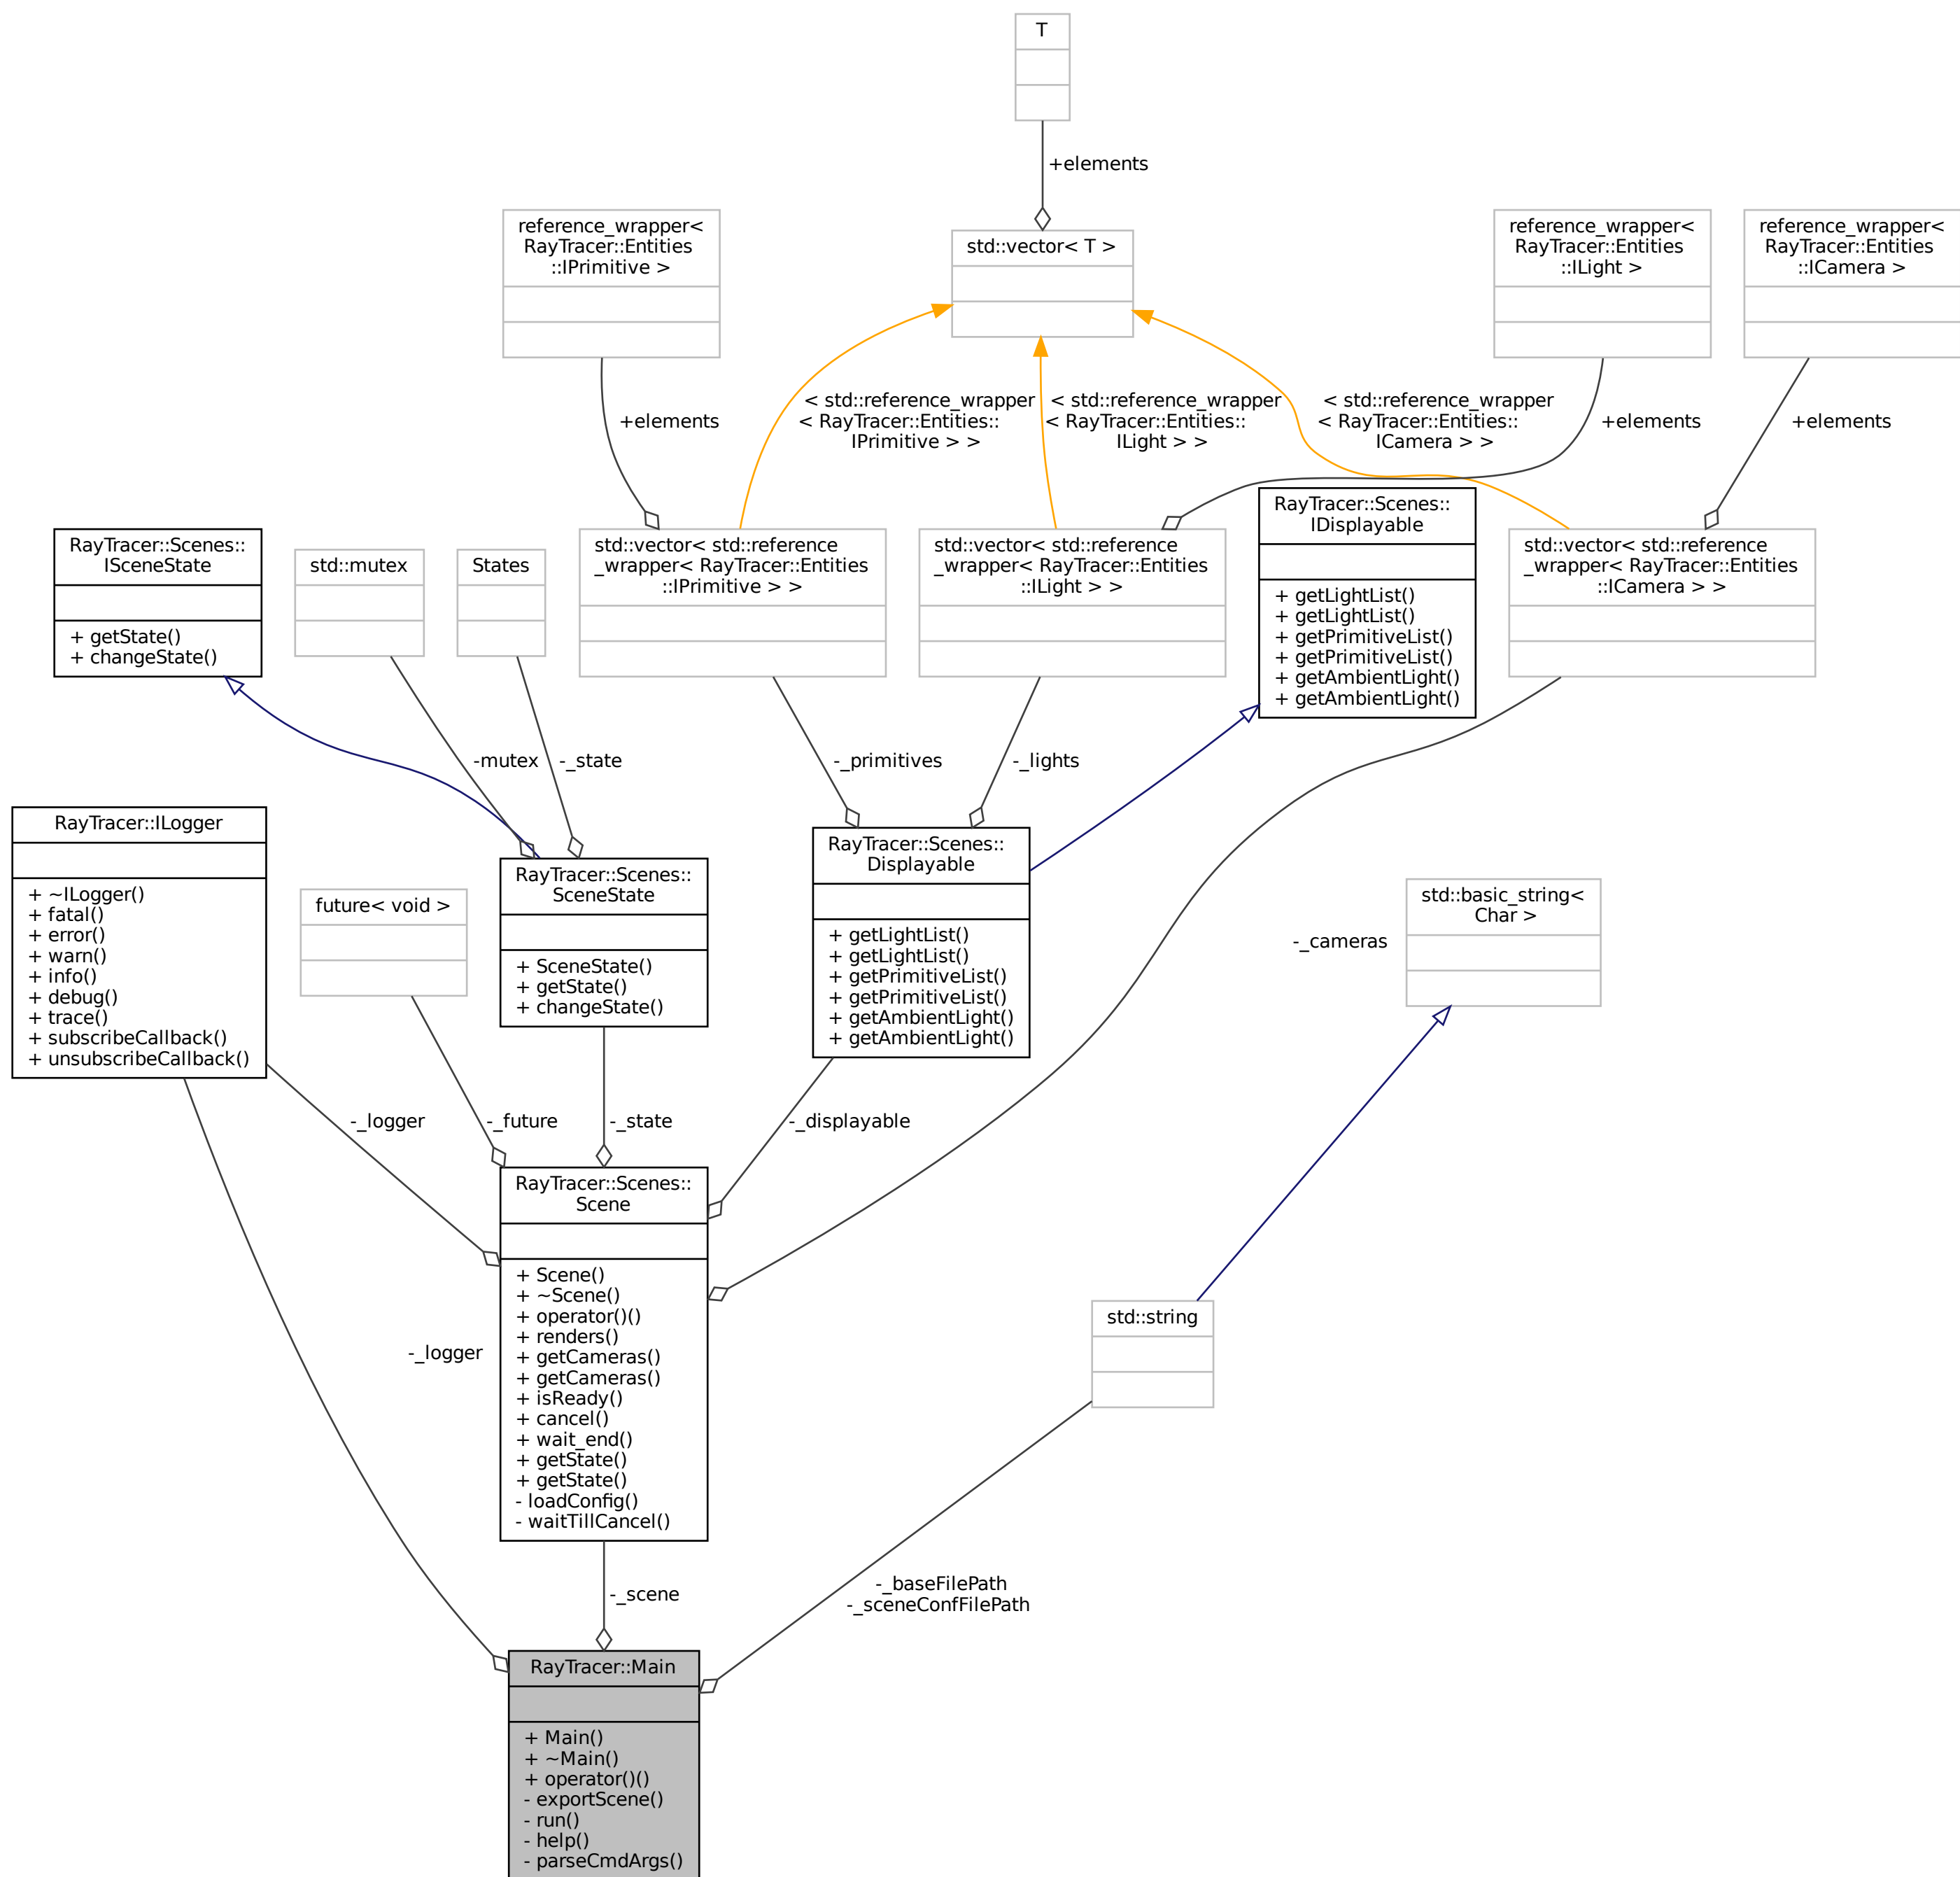 T
+elements
reference_wrapper<
RayTracer::Entities
::IPrimitive >
std::vector< T >
reference_wrapper<
RayTracer::Entities
::ILight >
reference_wrapper<
RayTracer::Entities
::ICamera >
+elements
< std::reference_wrapper
< RayTracer::Entities::
IPrimitive > >
< std::reference_wrapper
< RayTracer::Entities::
ILight > >
< std::reference_wrapper
< RayTracer::Entities::
ICamera > >
+elements
+elements
RayTracer::Scenes::
ISceneState
+ getState()
+ changeState()
std::mutex
States
std::vector< std::reference
_wrapper< RayTracer::Entities
::IPrimitive > >
std::vector< std::reference
_wrapper< RayTracer::Entities
::ILight > >
RayTracer::Scenes::
IDisplayable
+ getLightList()
+ getLightList()
+ getPrimitiveList()
+ getPrimitiveList()
+ getAmbientLight()
+ getAmbientLight()
std::vector< std::reference
_wrapper< RayTracer::Entities
::ICamera > >
-mutex
-_state
-_primitives
-_lights
RayTracer::ILogger
+ ~ILogger()
+ fatal()
+ error()
+ warn()
+ info()
+ debug()
+ trace()
+ subscribeCallback()
+ unsubscribeCallback()
future< void >
RayTracer::Scenes::
SceneState
+ SceneState()
+ getState()
+ changeState()
RayTracer::Scenes::
Displayable
+ getLightList()
+ getLightList()
+ getPrimitiveList()
+ getPrimitiveList()
+ getAmbientLight()
+ getAmbientLight()
-_cameras
std::basic_string<
Char >
-_logger
-_future
-_state
-_displayable
RayTracer::Scenes::
Scene
+ Scene()
+ ~Scene()
+ operator()()
+ renders()
+ getCameras()
+ getCameras()
+ isReady()
+ cancel()
+ wait_end()
+ getState()
+ getState()
- loadConfig()
- waitTillCancel()
-_logger
std::string
-_scene
-_baseFilePath
-_sceneConfFilePath
RayTracer::Main
+ Main()
+ ~Main()
+ operator()()
- exportScene()
- run()
- help()
- parseCmdArgs()